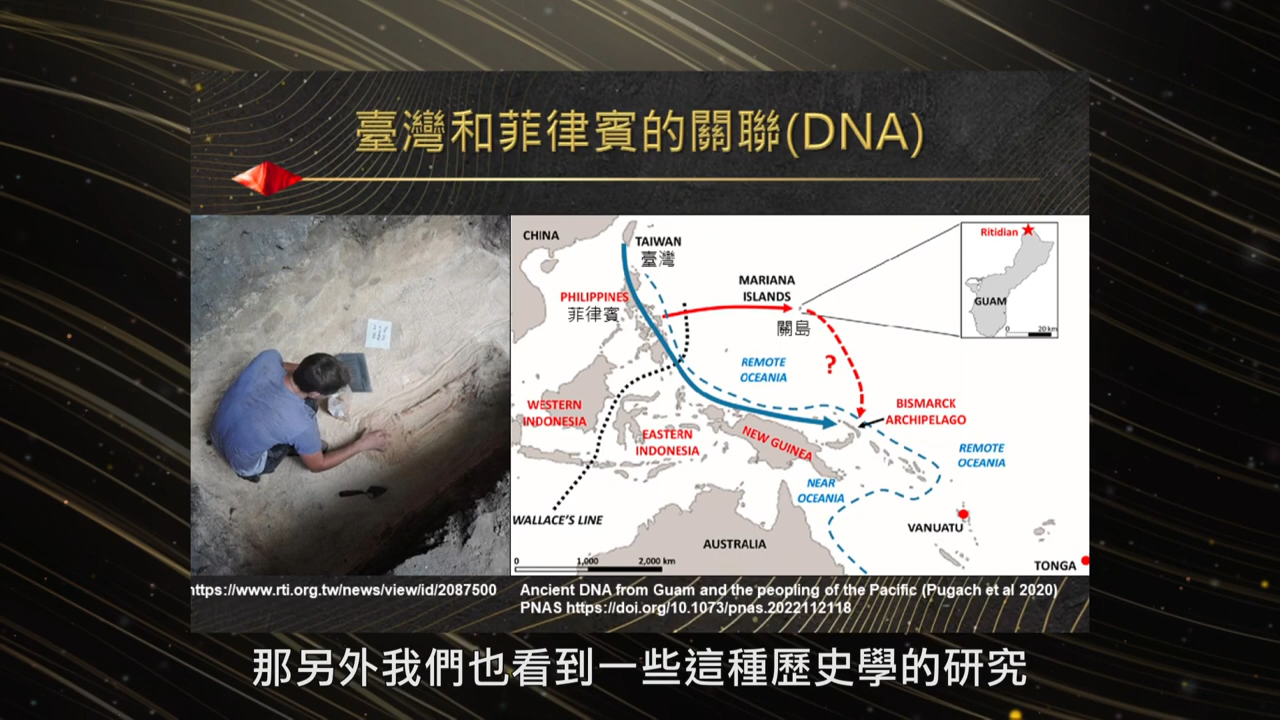 臺灣和菲律賓的關聯(DNA)
CHINA
TAIWAN
臺灣
PHILIPPINES
菲律賓
MARIANA
ISLANDS
關島
Ritidian
GUAM
0 20 km
REMOTE
OCEANIA
?
WESTERN
INDONESIA
EASTERN
INDONESIA
NEW GUINEA
BISMARCK
ARCHIPELAGO
REMOTE
OCEANIA
NEAR
OCEANIA
WALLACE'S LINE
AUSTRALIA
VANUATU
TONGA
0 1,000 2,000 km
https://www.rti.org.tw/news/view/id/2087500
Ancient DNA from Guam and the peopling of the Pacific (Pugach et al 2020)
PNAS https://doi.org/10.1073/pnas.2022112118
那另外我們也看到一些這種歷史學的研究